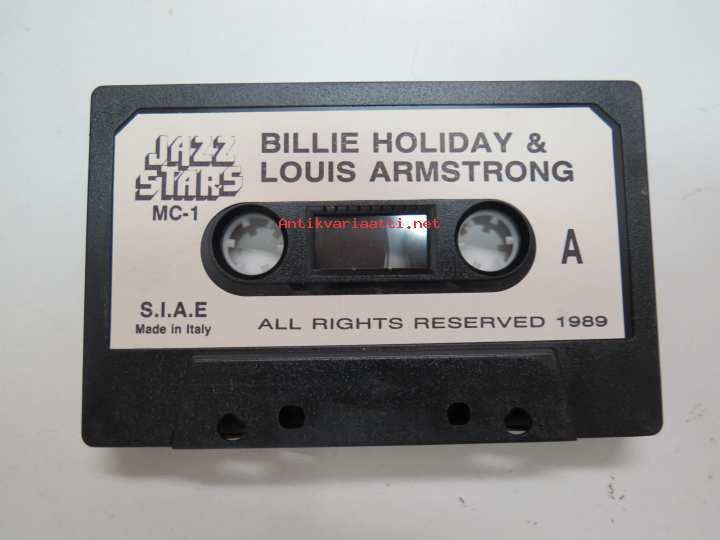 JAZZ STARS
BILLIE HOLIDAY &
LOUIS ARMSTRONG
MC-1
Antikvariaatti.net
A
S.I.A.E
Made in Italy
ALL RIGHTS RESERVED 1989